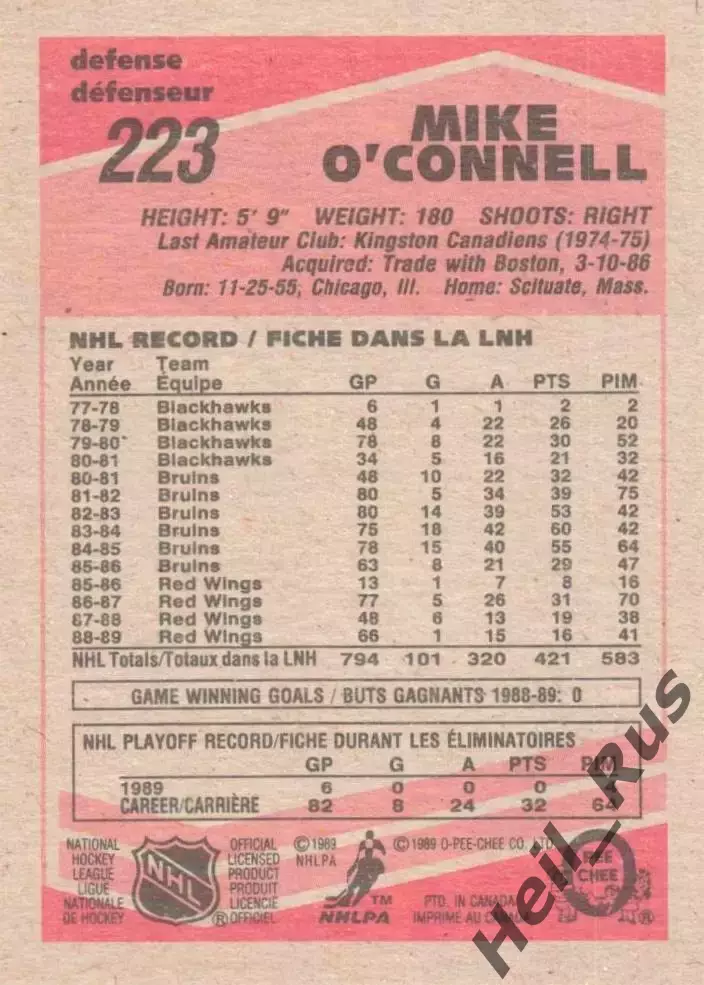 defense
défenseur
223
MIKE
O'CONNELL
HEIGHT: 5' 9" WEIGHT: 180 SHOOTS: RIGHT
Last Amateur Club: Kingston Canadiens (1974-75)
Acquired: Trade with Boston, 3-10-86
Born: 11-25-55, Chicago, Ill. Home: Scituate, Mass.
NHL RECORD / FICHE DANS LA LNH
Year Team
Année Équipe GP G A PTS PIM
77-78 Blackhawks 6 1 1 2 2
78-79 Blackhawks 48 4 22 26 20
79-80 Blackhawks 78 8 22 30 52
80-81 Blackhawks 34 5 16 21 32
80-81 Bruins 48 10 22 32 42
81-82 Bruins 80 5 34 39 75
82-83 Bruins 80 14 39 53 42
83-84 Bruins 75 18 42 60 42
84-85 Bruins 78 15 40 55 64
85-86 Bruins 63 8 21 29 47
85-86 Red Wings 13 1 7 8 16
86-87 Red Wings 77 5 26 31 70
87-88 Red Wings 48 6 13 19 38
88-89 Red Wings 66 1 15 16 41
NHL Totals/Totaux dans la LNH 794 101 320 421 583
GAME WINNING GOALS / BUTS GAGNANTS 1988-89: 0
NHL PLAYOFF RECORD/FICHE DURANT LES ÉLIMINATOIRES
GP G A PTS PIM
1989 6 0 0 0 4
CAREER/CARRIÈRE 82 8 24 32 64
NATIONAL
HOCKEY
LEAGUE
LIGUE
NATIONALE
DE HOCKEY
NHL
OFFICIAL
LICENSED
PRODUCT
PRODUIT
LICENCIÉ
® OFFICIEL
© 1989
NHLPA
TM
NHLPA
© 1989 O-PEE-CHEE CO. LTD.
PTD. IN CANADA
IMPRIMÉ AU CANADA
O
PEE
CHEE
®
Heil_Rus